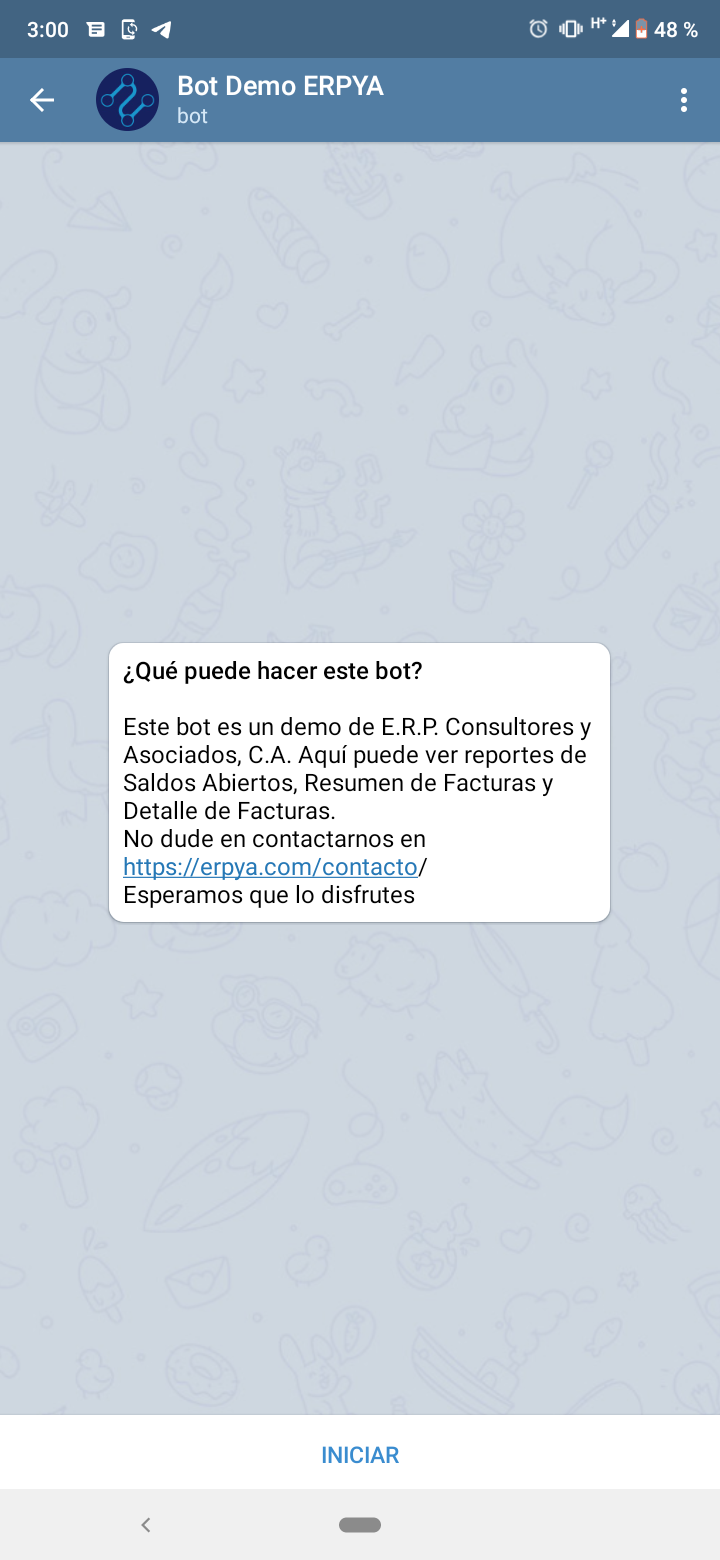 3:00
H+
48 %
Bot Demo ERPYA
bot
¿Qué puede hacer este bot?
Este bot es un demo de E.R.P. Consultores y
Asociados, C.A. Aquí puede ver reportes de
Saldos Abiertos, Resumen de Facturas y
Detalle de Facturas.
No dude en contactarnos en
https://erpya.com/contacto/
Esperamos que lo disfrutes
INICIAR